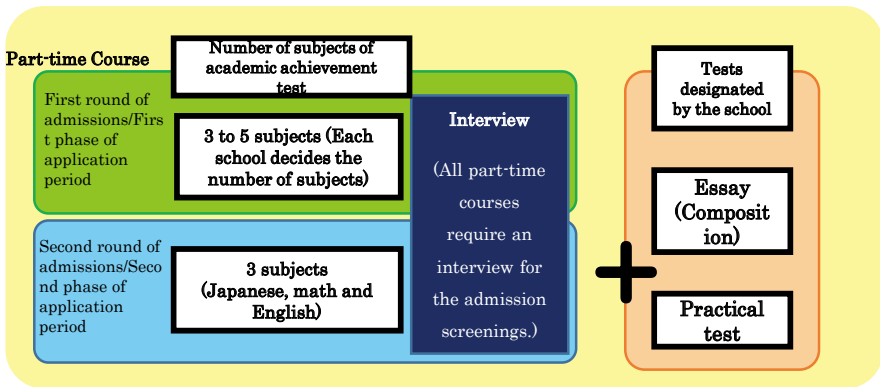 Part-time Course
Number of subjects of
academic achievement
test
First round of
admissions/Firs
t phase of
application
period
3 to 5 subjects (Each
school decides the
number of subjects)
Second round of
admissions/Seco
nd phase of
application
period
3 subjects
(Japanese, math and
English)
Interview
(All part-time
courses
require an
interview for
the admission
screenings.)
Tests
designated
by the school
Essay
(Composit
ion)
Practical
test